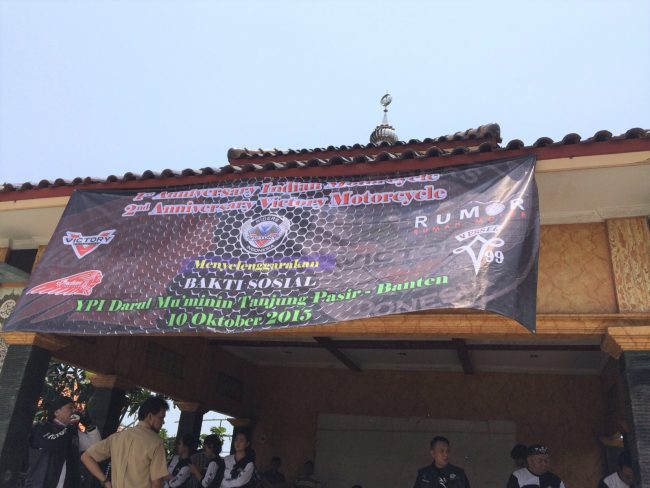 1st Anniversary Indian Motorcycle
2nd Anniversary Victory Motorcycle
VICTORY
RUMOR
99
Menyelenggarakan
BAKTI SOSIAL
YPI Darul Mu'minin Tanjung Pasir - Banten
10 Oktober 2015